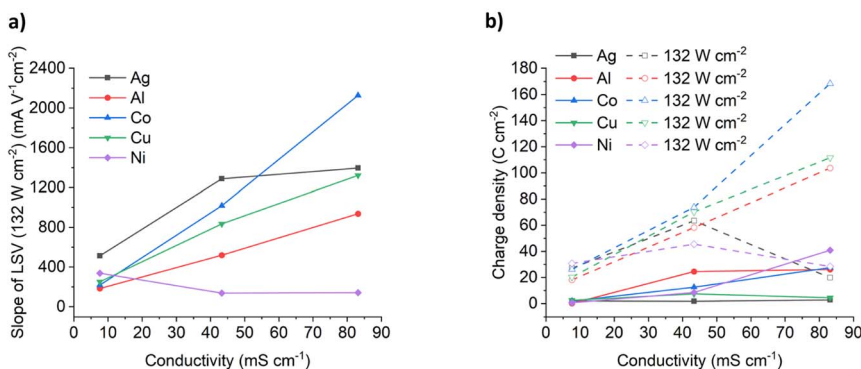 a)
Slope of LSV (132 W cm⁻²) (mA V⁻¹cm⁻²)
2400
2000
1600
1200
800
400
0
Ag
Al
Co
Cu
Ni
0 10 20 30 40 50 60 70 80 90
Conductivity (mS cm⁻¹)
b)
Charge density (C cm⁻²)
180
160
140
120
100
80
60
40
20
0
Ag 132 W cm⁻²
Al 132 W cm⁻²
Co 132 W cm⁻²
Cu 132 W cm⁻²
Ni 132 W cm⁻²
0 10 20 30 40 50 60 70 80 90
Conductivity (mS cm⁻¹)